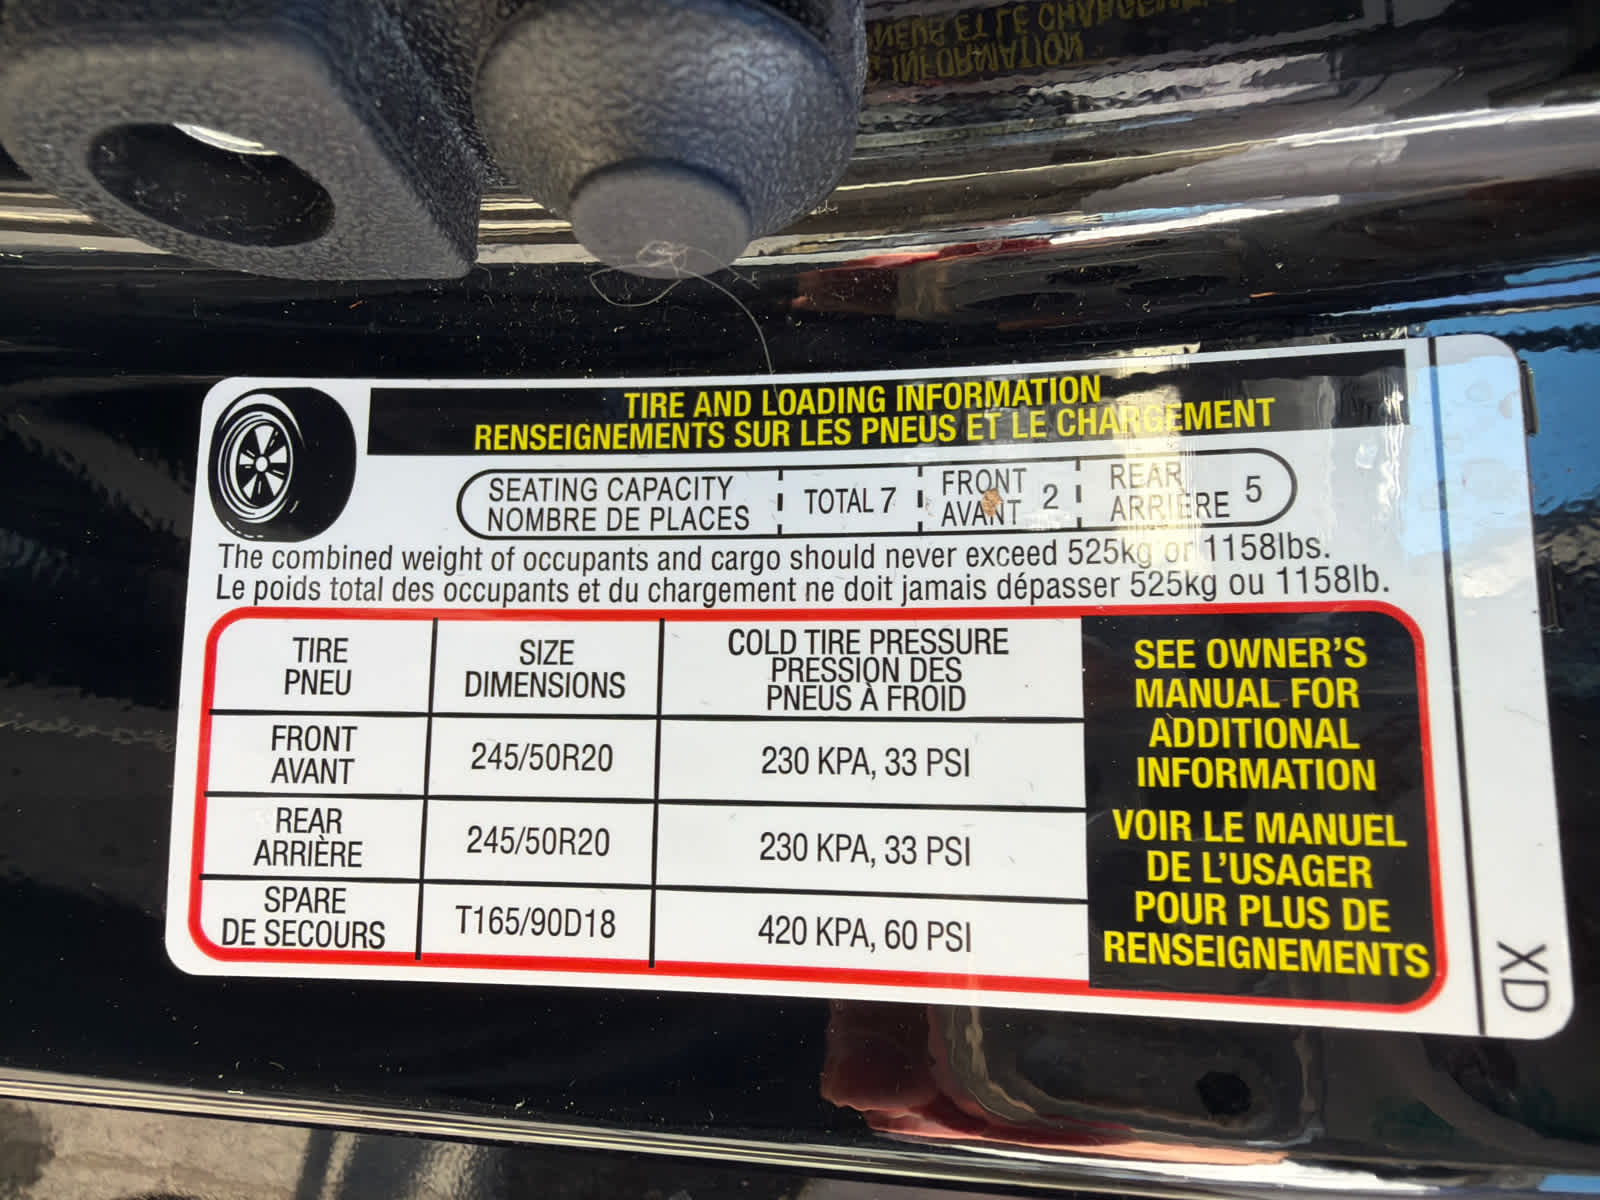 TIRE AND LOADING INFORMATION
RENSEIGNEMENTS SUR LES PNEUS ET LE CHARGEMENT
SEATING CAPACITY
NOMBRE DE PLACES
TOTAL 7
FRONT
AVANT
2
REAR
ARRIERE
5
The combined weight of occupants and cargo should never exceed 525kg or 1158lbs.
Le poids total des occupants et du chargement ne doit jamais dépasser 525kg ou 1158lb.
TIRE
PNEU
SIZE
DIMENSIONS
COLD TIRE PRESSURE
PRESSION DES
PNEUS À FROID
FRONT
AVANT
245/50R20
230 KPA, 33 PSI
REAR
ARRIÈRE
245/50R20
230 KPA, 33 PSI
SPARE
DE SECOURS
T165/90D18
420 KPA, 60 PSI
SEE OWNER'S
MANUAL FOR
ADDITIONAL
INFORMATION
VOIR LE MANUEL
DE L'USAGER
POUR PLUS DE
RENSEIGNEMENTS
XD